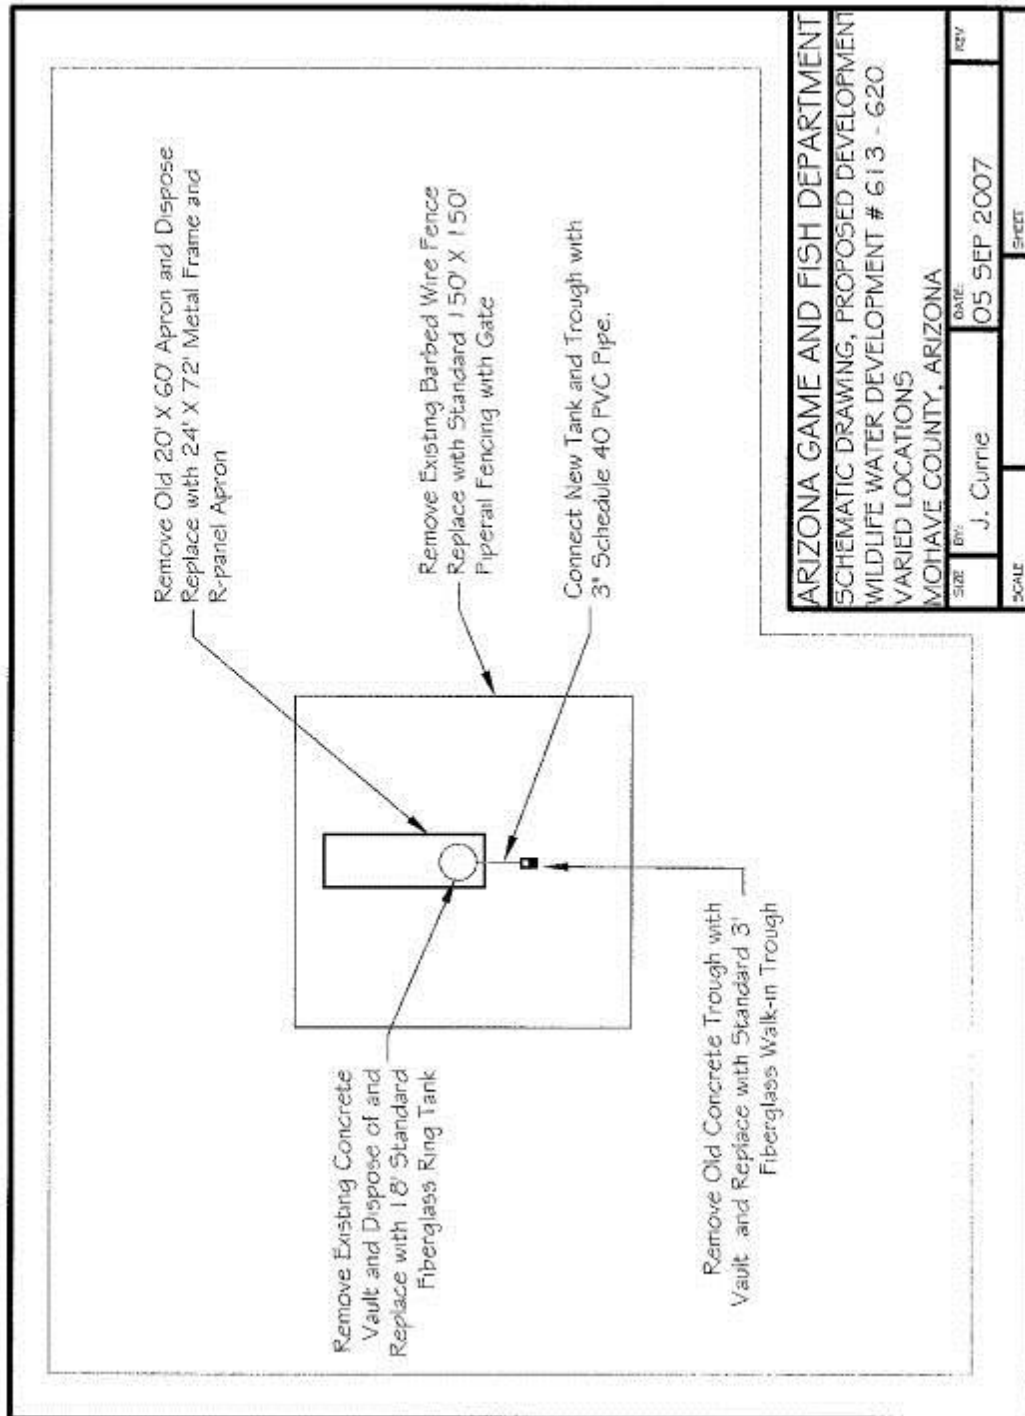 Remove Old 20' X 60' Apron and Dispose
Replace with 24' X 72' Metal Frame and
R-panel Apron
Remove Existing Barbed Wire Fence
Replace with Standard 150' X 150'
Piperail Fencing with Gate
Connect New Tank and Trough with
3" Schedule 40 PVC Pipe.
Remove Existing Concrete
Vault and Dispose of and
Replace with 18' Standard
Fiberglass Ring Tank
Remove Old Concrete Trough with
Vault and Replace with Standard 3'
Fiberglass Walk-in Trough
ARIZONA GAME AND FISH DEPARTMENT
SCHEMATIC DRAWING, PROPOSED DEVELOPMENT
WILDLIFE WATER DEVELOPMENT # 613 - 620
VARIED LOCATIONS
MOHAVE COUNTY, ARIZONA
SIZE BY: DATE: REV
J. Currie 05 SEP 2007
SCALE SHEET